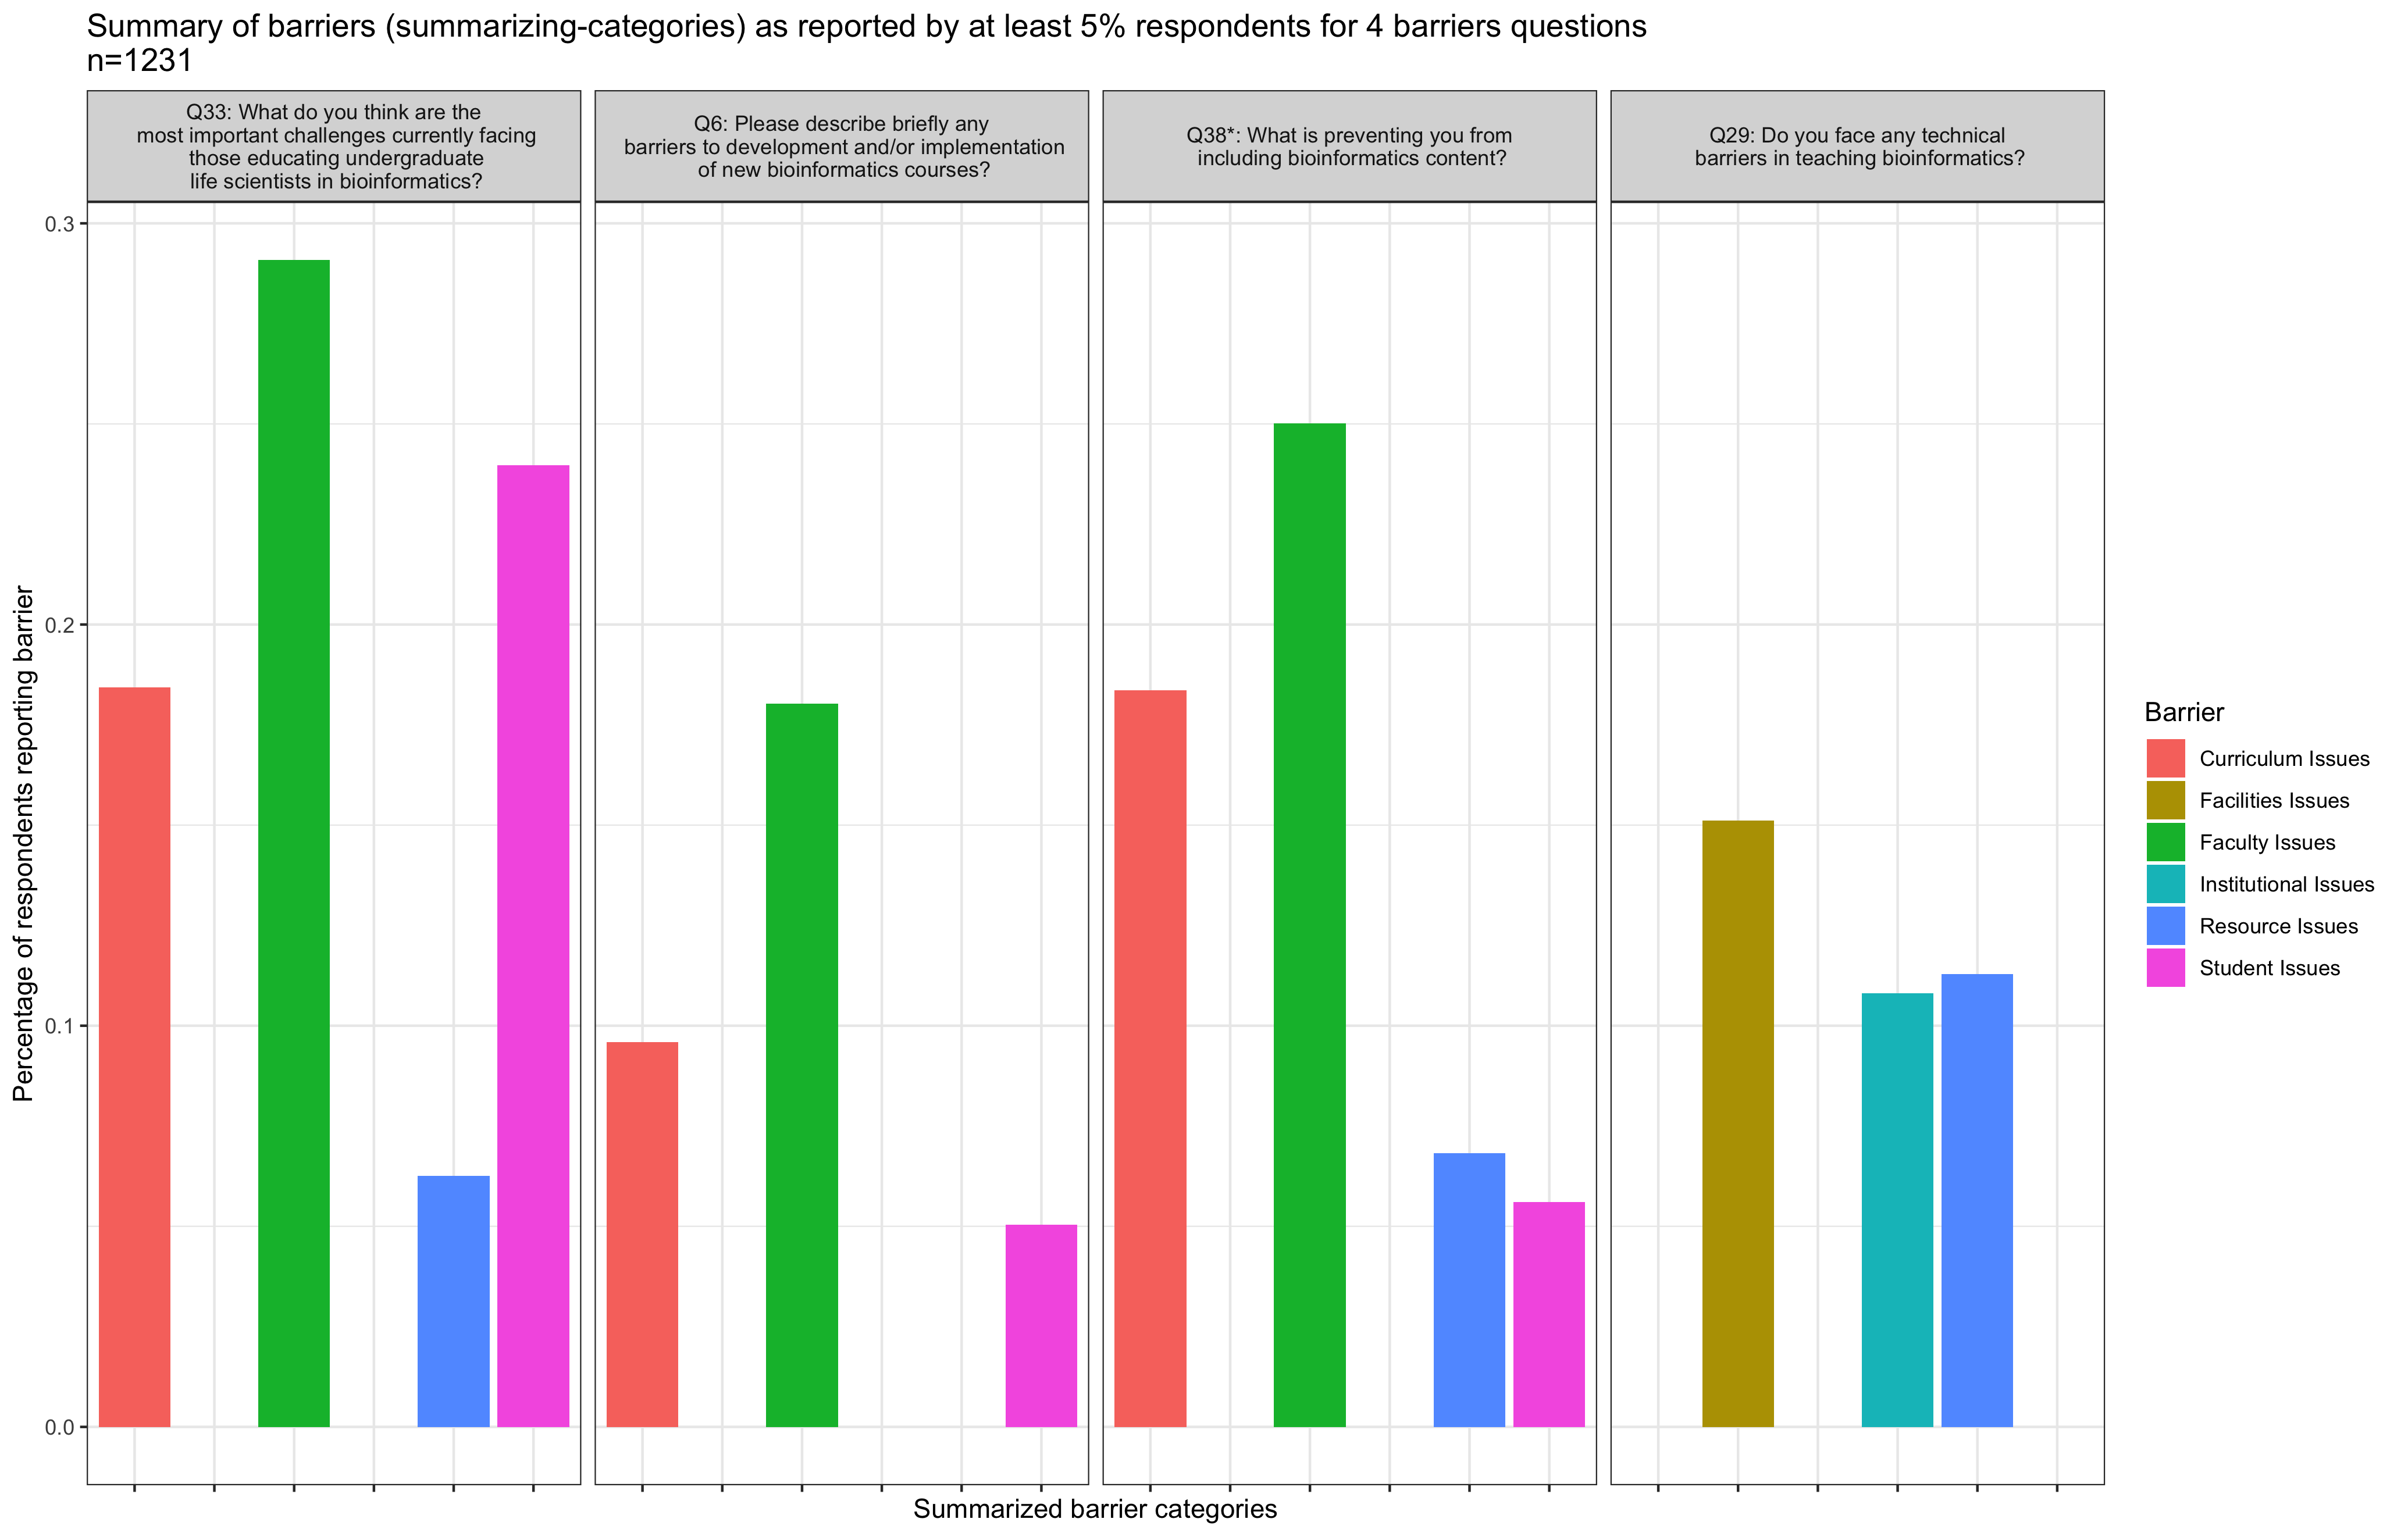 Summary of barriers (summarizing-categories) as reported by at least 5% respondents for 4 barriers questions
n=1231
Q33: What do you think are the
most important challenges currently facing
those educating undergraduate
life scientists in bioinformatics?
Q6: Please describe briefly any
barriers to development and/or implementation
of new bioinformatics courses?
Q38*: What is preventing you from
including bioinformatics content?
Q29: Do you face any technical
barriers in teaching bioinformatics?
Percentage of respondents reporting barrier
0.3
0.2
0.1
0.0
Summarized barrier categories
Barrier
Curriculum Issues
Facilities Issues
Faculty Issues
Institutional Issues
Resource Issues
Student Issues